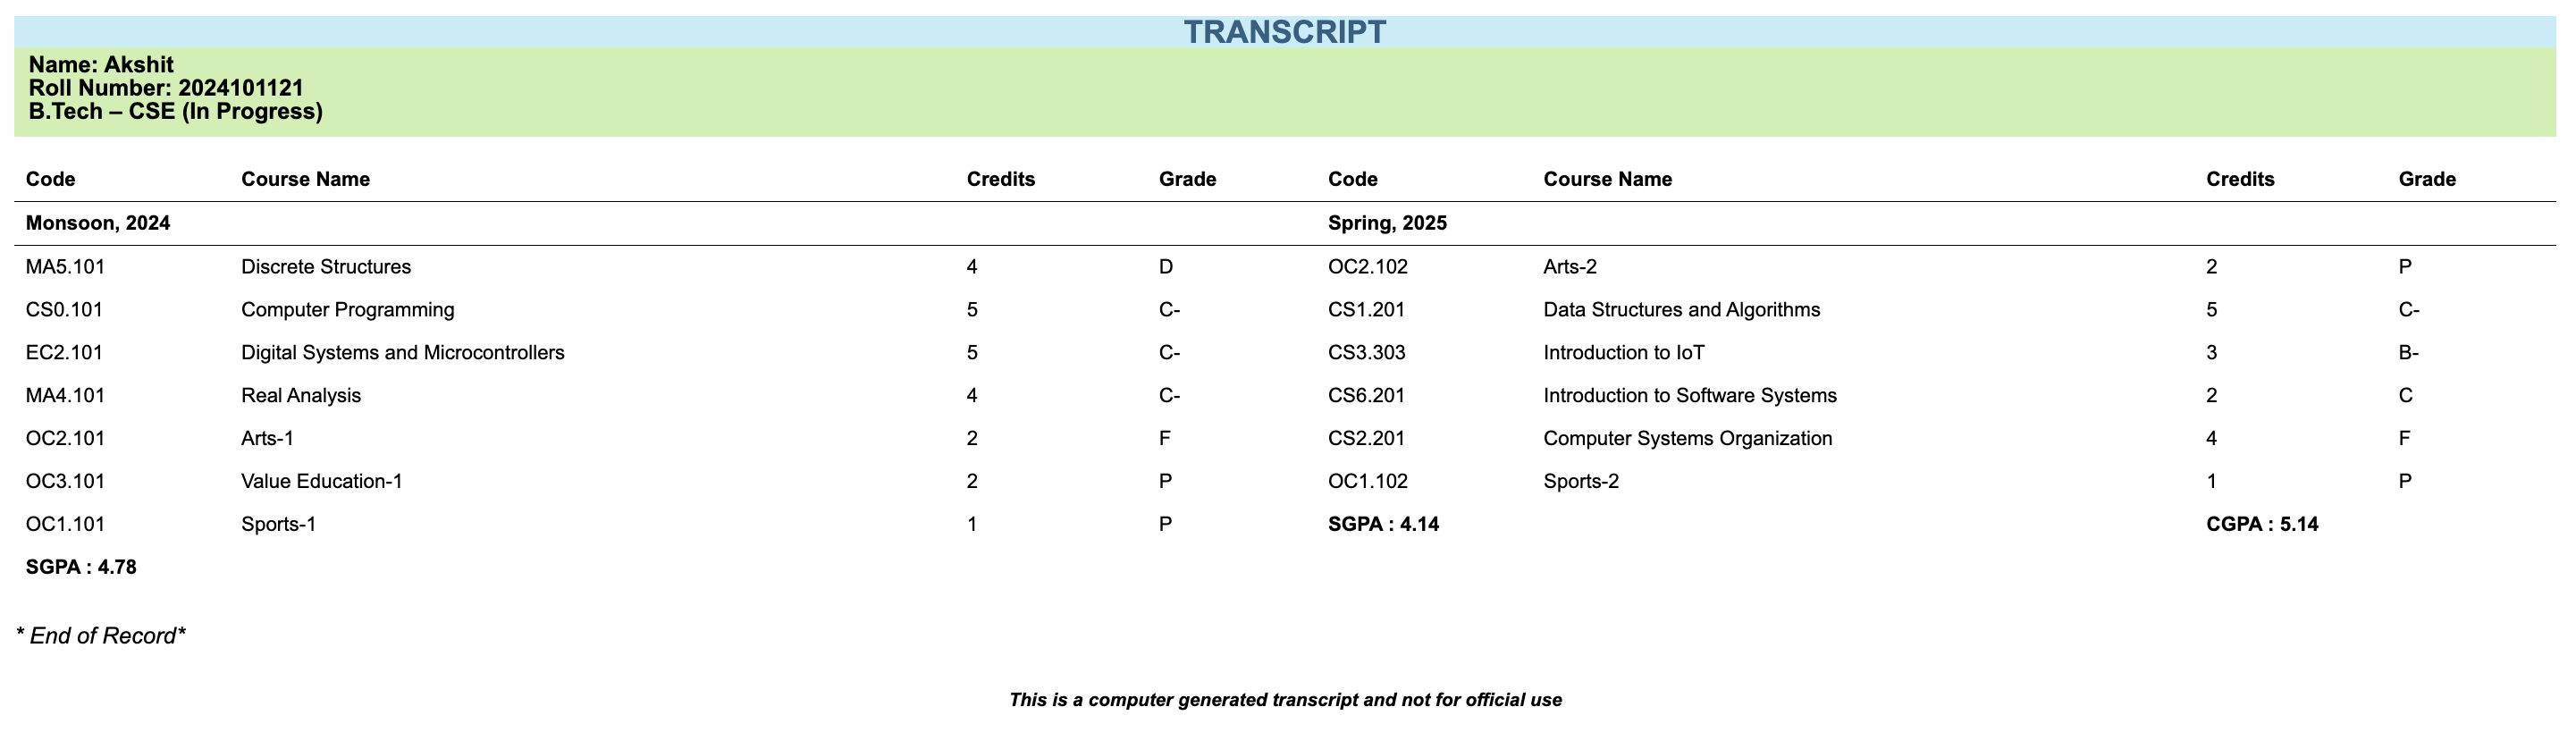 TRANSCRIPT
Name: Akshit
Roll Number: 2024101121
B.Tech – CSE (In Progress)
Code Course Name Credits Grade Code Course Name Credits Grade
Monsoon, 2024 Spring, 2025
MA5.101 Discrete Structures 4 D OC2.102 Arts-2 2 P
CS0.101 Computer Programming 5 C- CS1.201 Data Structures and Algorithms 5 C-
EC2.101 Digital Systems and Microcontrollers 5 C- CS3.303 Introduction to IoT 3 B-
MA4.101 Real Analysis 4 C- CS6.201 Introduction to Software Systems 2 C
OC2.101 Arts-1 2 F CS2.201 Computer Systems Organization 4 F
OC3.101 Value Education-1 2 P OC1.102 Sports-2 1 P
OC1.101 Sports-1 1 P SGPA : 4.14 CGPA : 5.14
SGPA : 4.78
* End of Record*
This is a computer generated transcript and not for official use